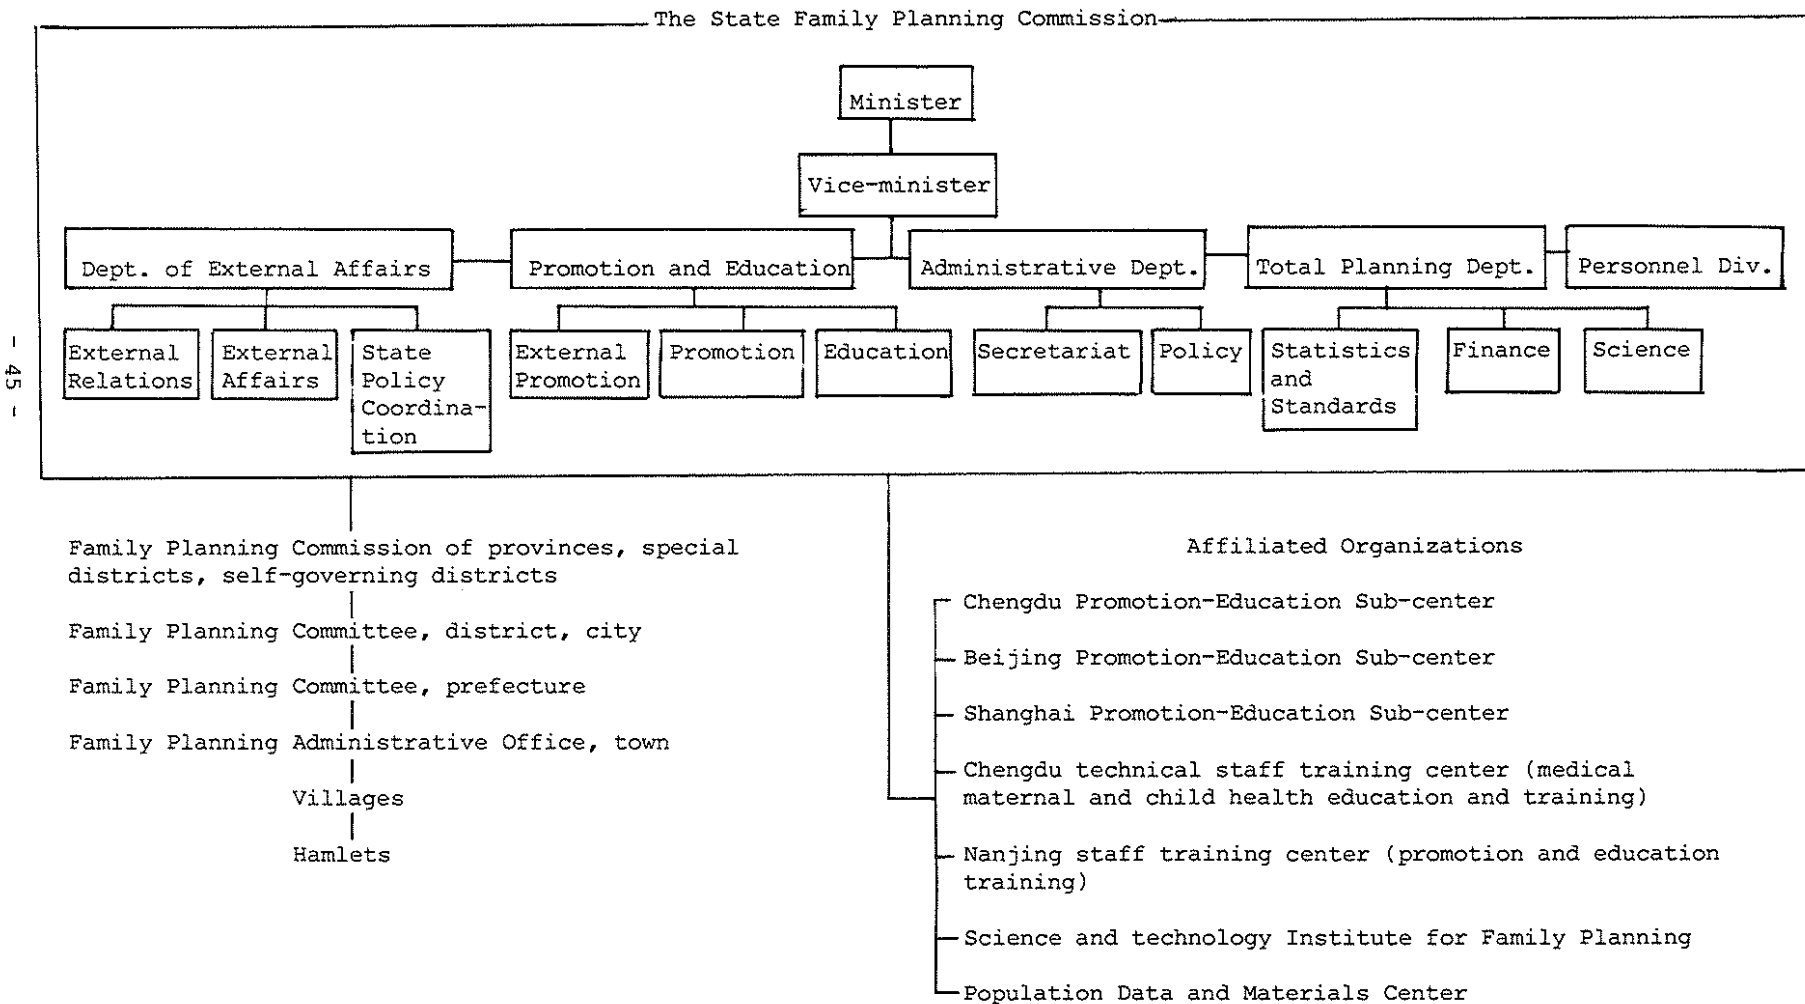 The State Family Planning Commission
Minister
Vice-minister
Dept. of External Affairs
Promotion and Education
Administrative Dept.
Total Planning Dept.
Personnel Div.
External
Relations
External
Affairs
State
Policy
Coordina-
tion
External
Promotion
Promotion
Education
Secretariat
Policy
Statistics
and
Standards
Finance
Science
- 45 -
Family Planning Commission of provinces, special
districts, self-governing districts
Family Planning Committee, district, city
Family Planning Committee, prefecture
Family Planning Administrative Office, town
Villages
Hamlets
Affiliated Organizations
Chengdu Promotion-Education Sub-center
Beijing Promotion-Education Sub-center
Shanghai Promotion-Education Sub-center
Chengdu technical staff training center (medical
maternal and child health education and training)
Nanjing staff training center (promotion and education
training)
Science and technology Institute for Family Planning
Population Data and Materials Center